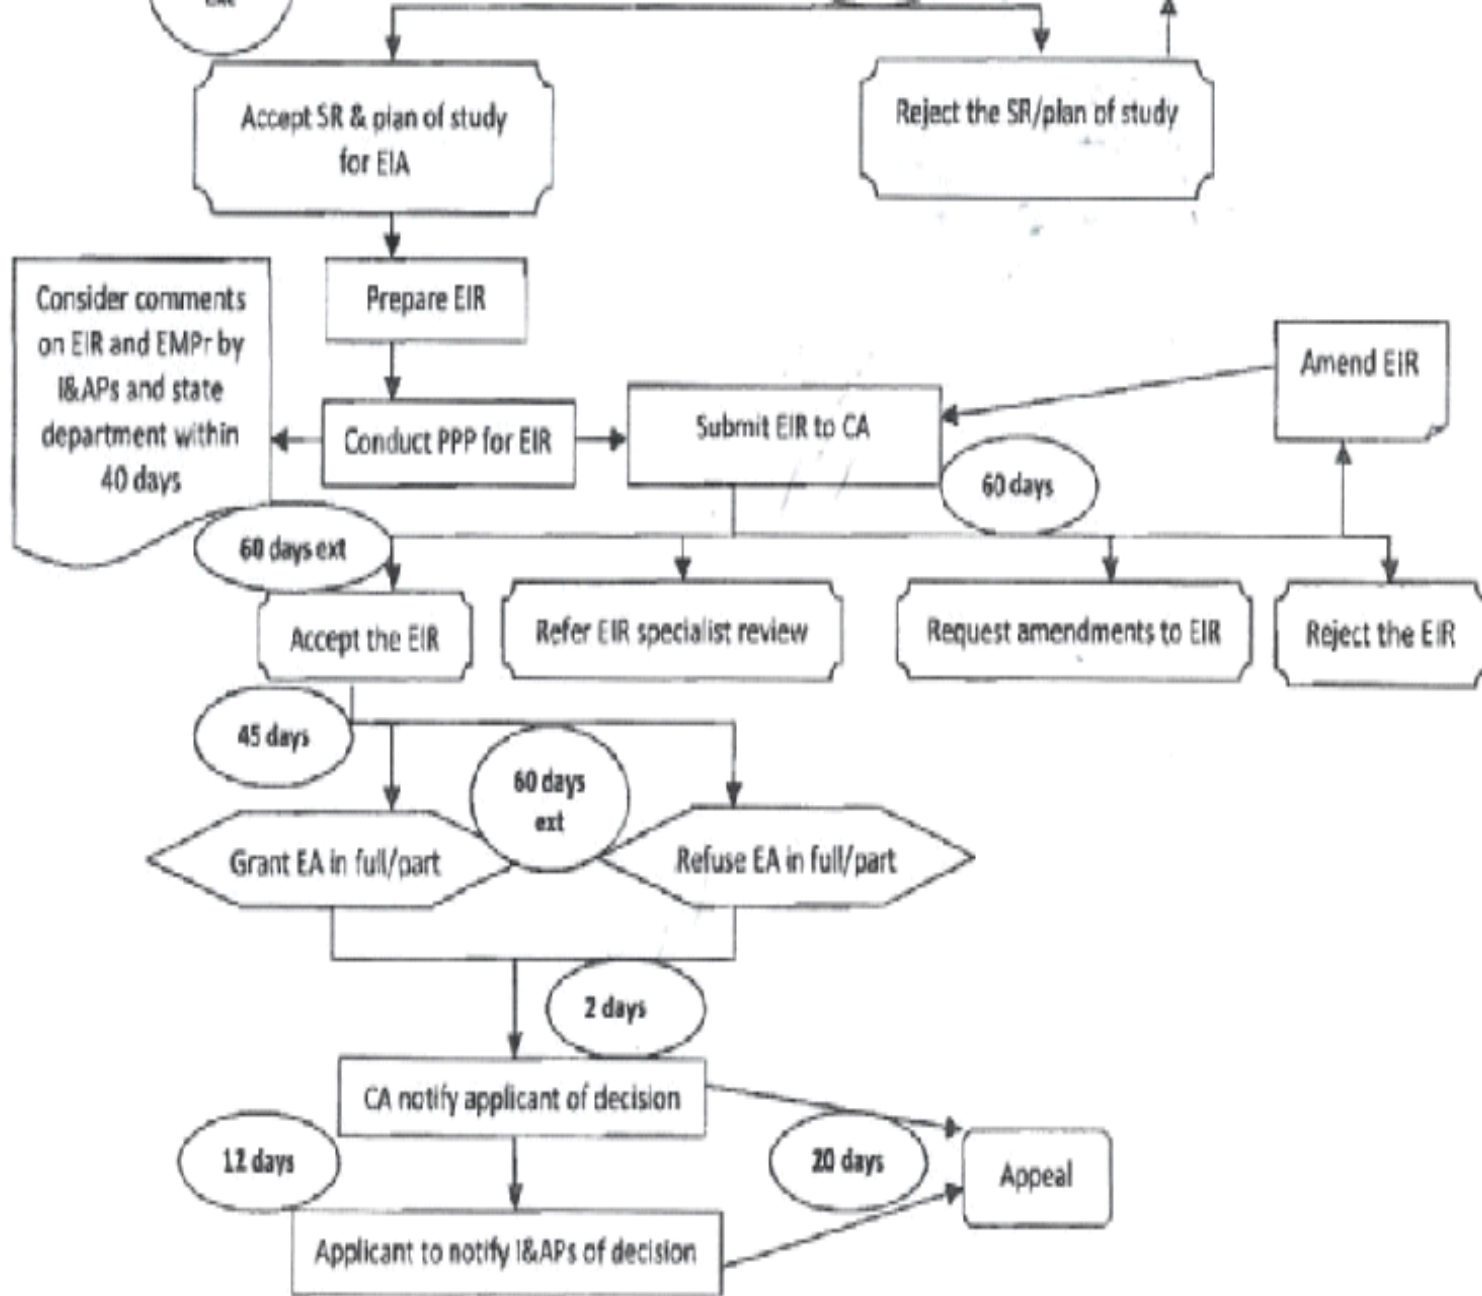 Accept SR & plan of study
for EIA
Reject the SR/plan of study
Consider comments
on EIR and EMPr by
I&APs and state
department within
40 days
Prepare EIR
Conduct PPP for EIR
Submit EIR to CA
Amend EIR
60 days
60 days ext
Accept the EIR
Refer EIR specialist review
Request amendments to EIR
Reject the EIR
45 days
60 days
ext
Grant EA in full/part
Refuse EA in full/part
2 days
CA notify applicant of decision
12 days
20 days
Appeal
Applicant to notify I&APs of decision